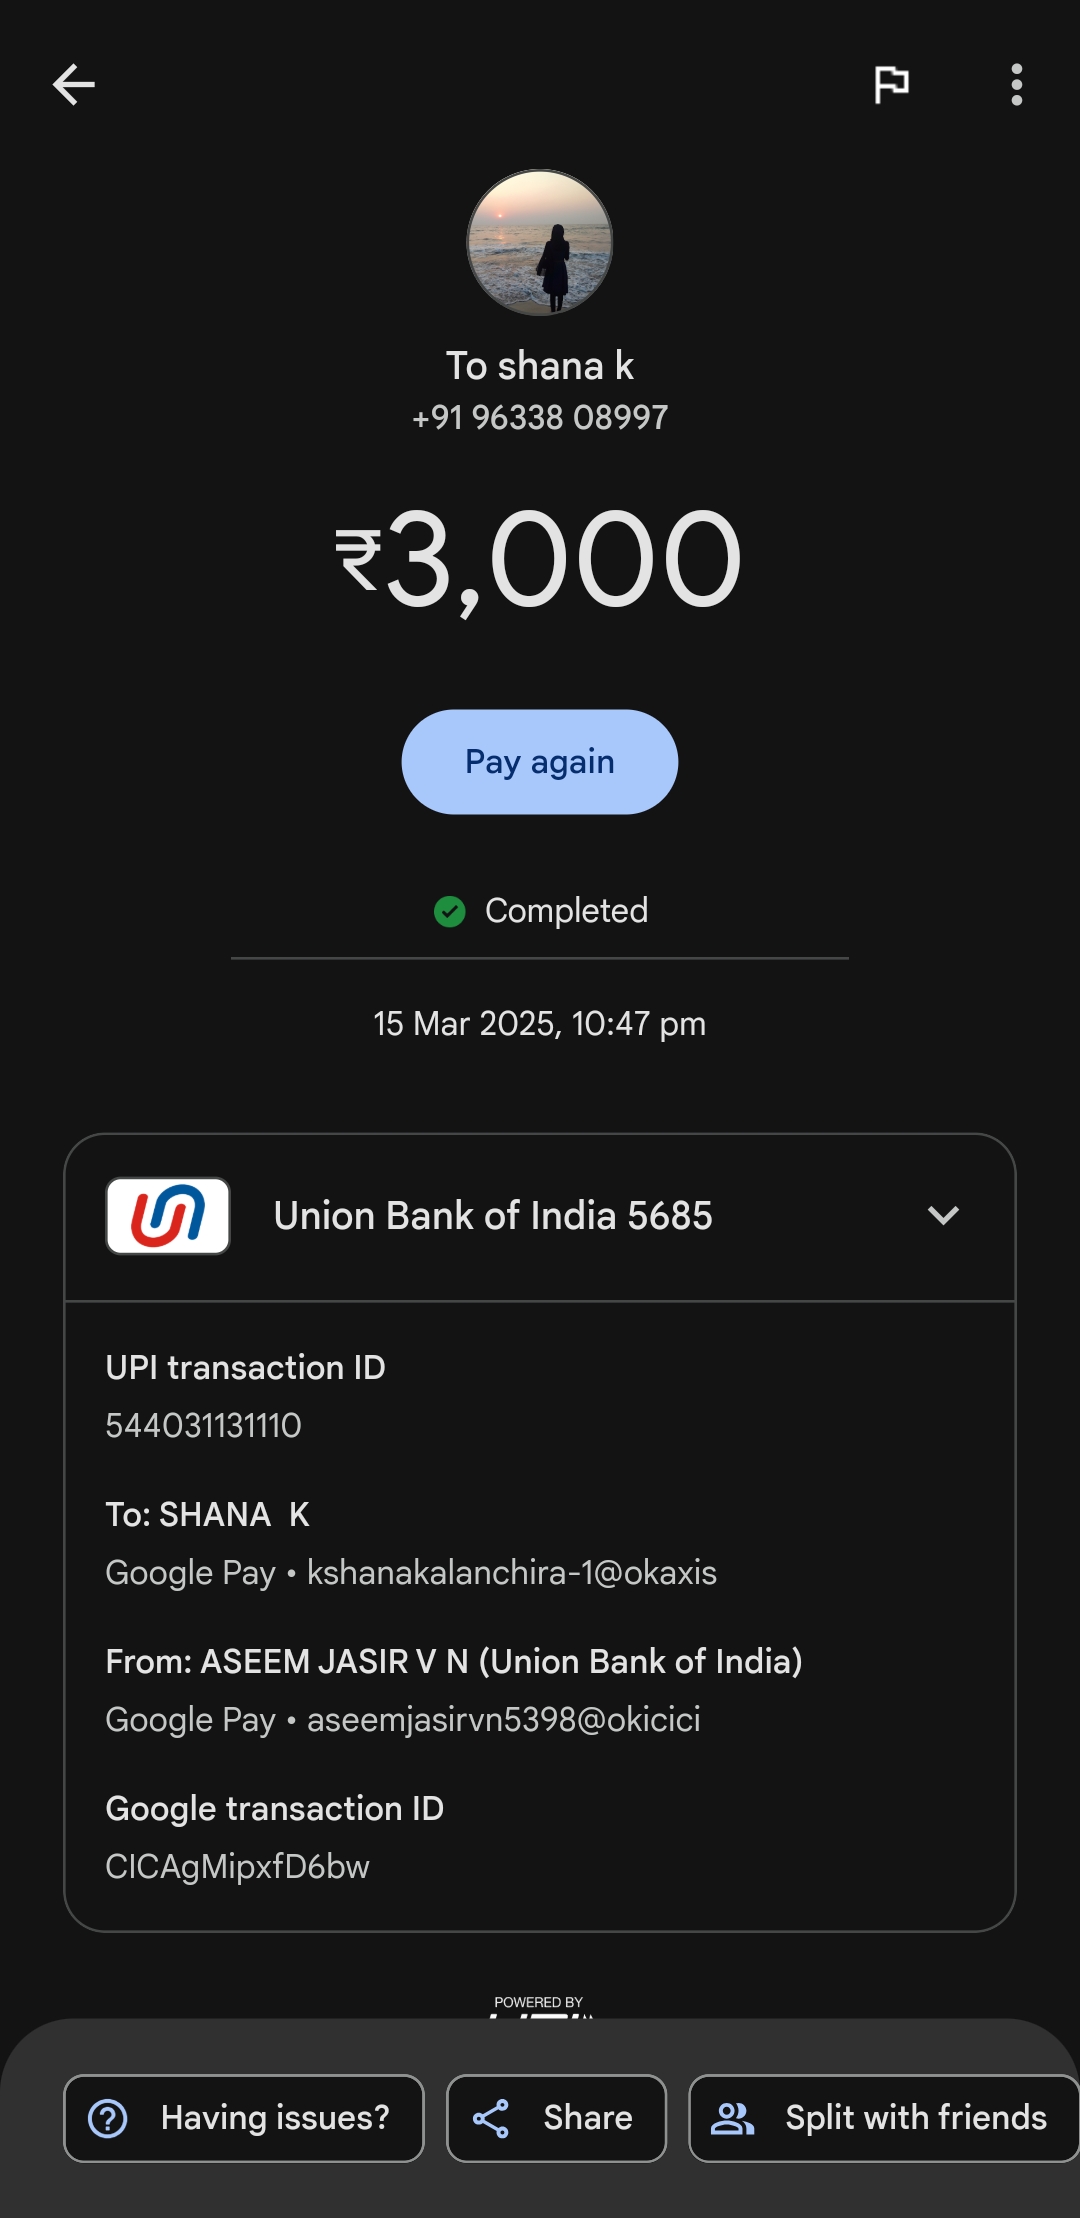 To shana k
+91 96338 08997
₹3,000
Pay again
Completed
15 Mar 2025, 10:47 pm
Union Bank of India 5685
UPI transaction ID
544031131110
To: SHANA  K
Google Pay • kshanakalanchira-1@okaxis
From: ASEEM JASIR V N (Union Bank of India)
Google Pay • aseemjasirvn5398@okicici
Google transaction ID
CICAgMipxfD6bw
POWERED BY
Having issues?
Share
Split with friends